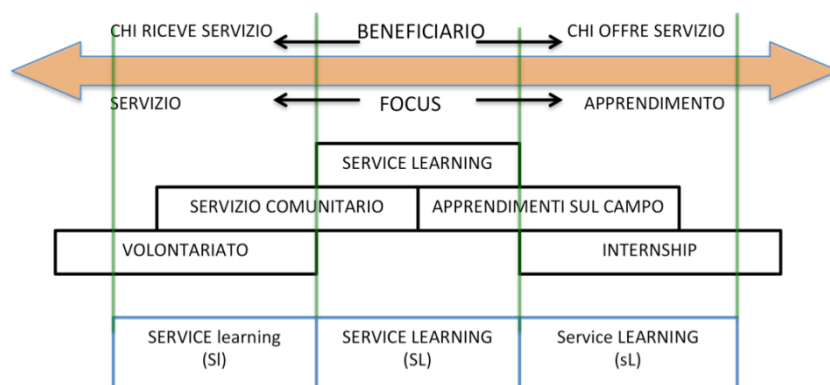 CHI RICEVE SERVIZIO BENEFICIARIO CHI OFFRE SERVIZIO
SERVIZIO FOCUS APPRENDIMENTO
SERVICE LEARNING
SERVIZIO COMUNITARIO APPRENDIMENTI SUL CAMPO
VOLONTARIATO INTERNSHIP
SERVICE learning SERVICE LEARNING Service LEARNING
(Sl) (SL) (sL)